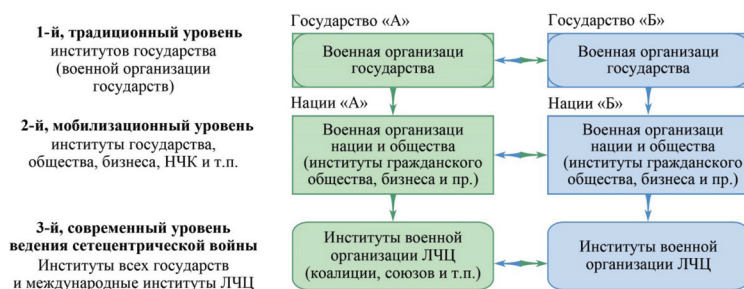 1-й, традиционный уровень
институтов государства
(военной организации
государств)
2-й, мобилизационный уровень
институты государства,
общества, бизнеса, НЧК и т.п.
3-й, современный уровень
ведения сетецентрической войны
Институты всех государств
и международные институты ЛЧЦ
Государство «А»
Военная организаци
государства
Нации «А»
Военная организаци
нации и общества
(институты гражданского
общества, бизнеса и пр.)
Институты военной
организации ЛЧЦ
(коалиции, союзов и т.п.)
Государство «Б»
Военная организаци
государства
Нации «Б»
Военная организаци
нации и общества
(институты гражданского
общества, бизнеса и пр.)
Институты военной
организации ЛЧЦ